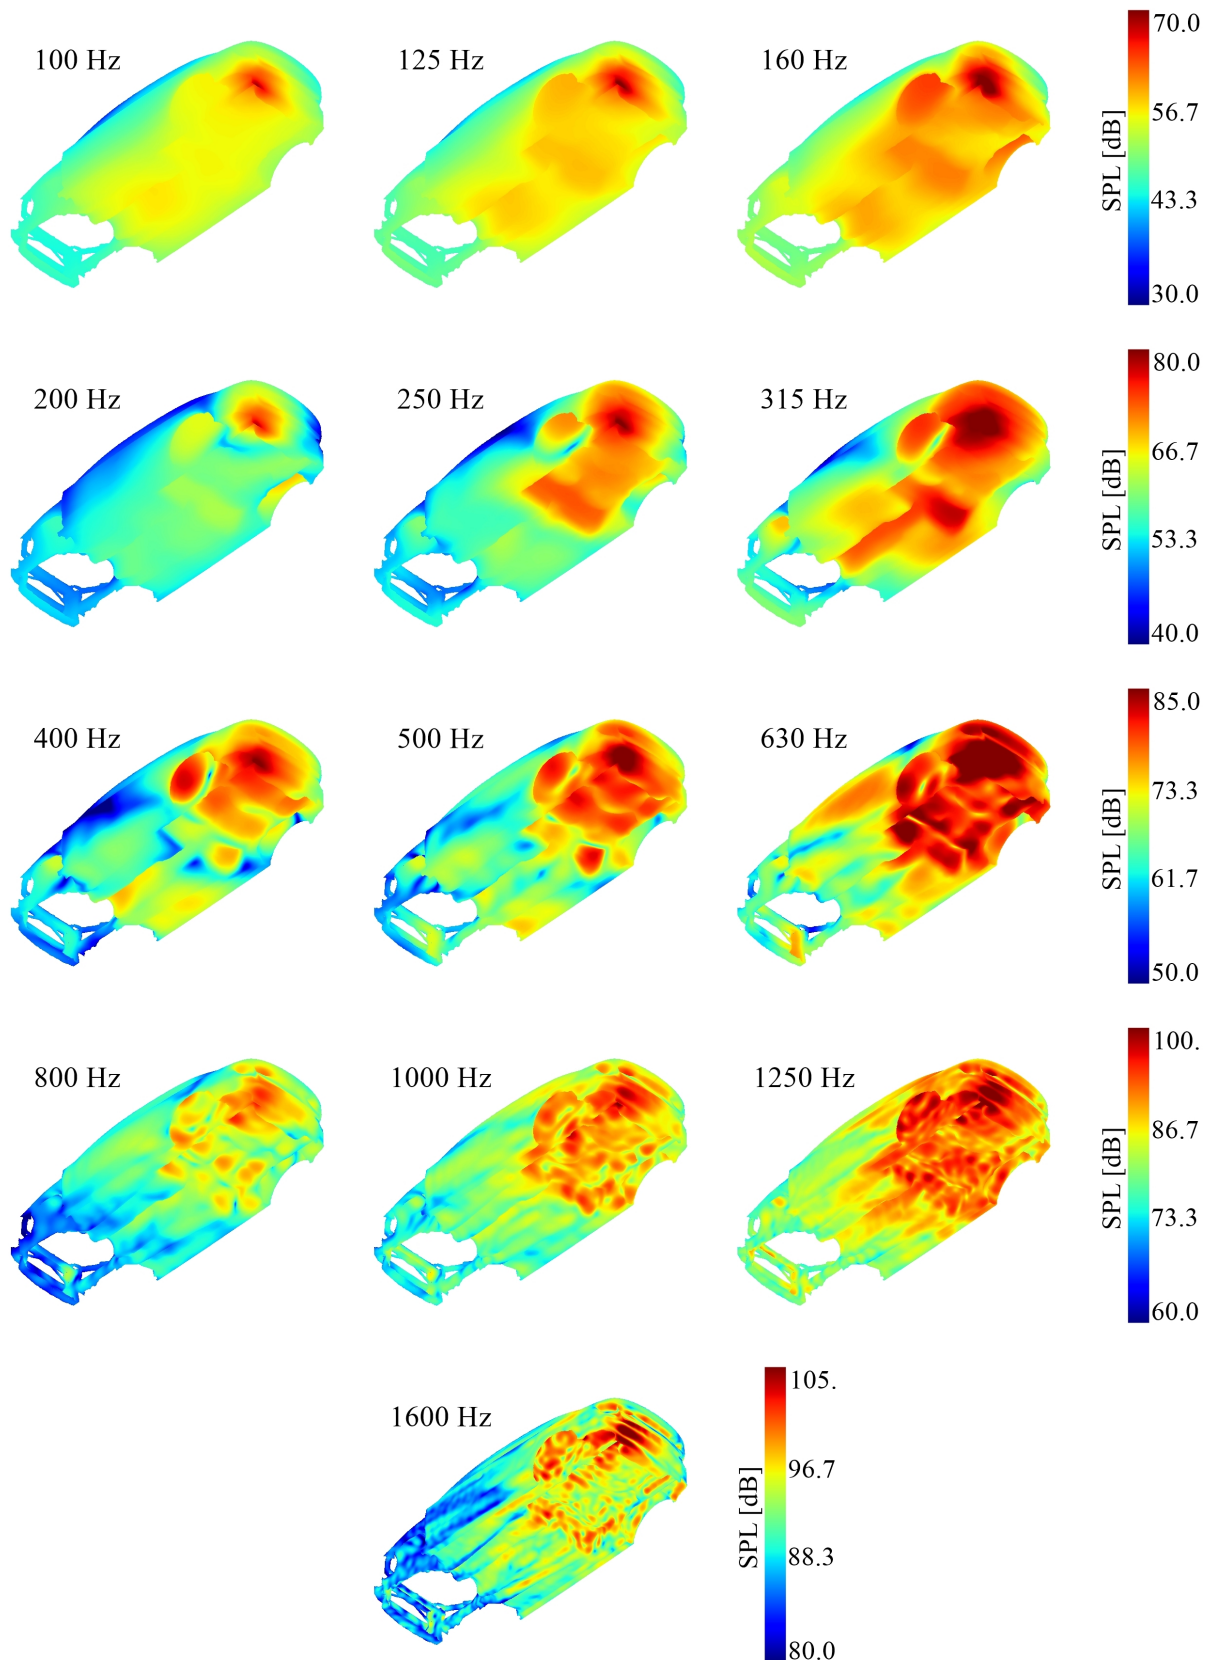 100 Hz
125 Hz
160 Hz
SPL [dB]
70.0
56.7
43.3
30.0
200 Hz
250 Hz
315 Hz
SPL [dB]
80.0
66.7
53.3
40.0
400 Hz
500 Hz
630 Hz
SPL [dB]
85.0
73.3
61.7
50.0
800 Hz
1000 Hz
1250 Hz
SPL [dB]
100.
86.7
73.3
60.0
1600 Hz
SPL [dB]
105.
96.7
88.3
80.0